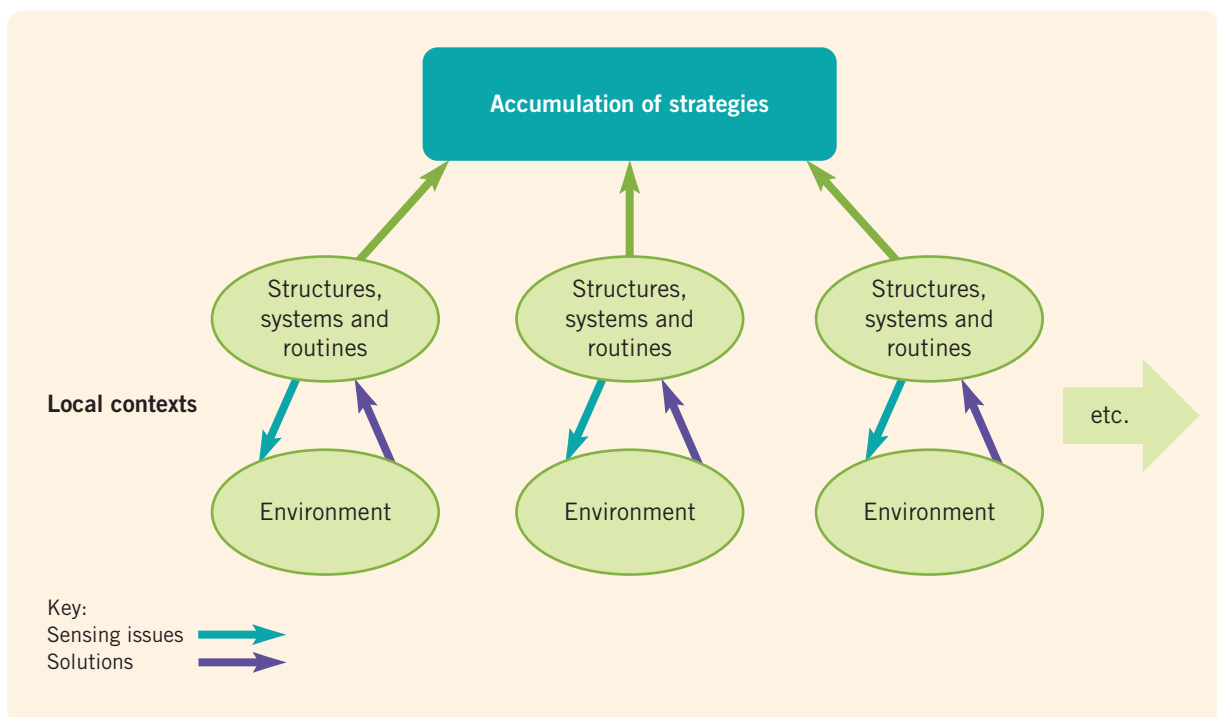 Accumulation of strategies
Structures,
systems and
routines
Structures,
systems and
routines
Structures,
systems and
routines
Local contexts
etc.
Environment
Environment
Environment
Key:
Sensing issues
Solutions